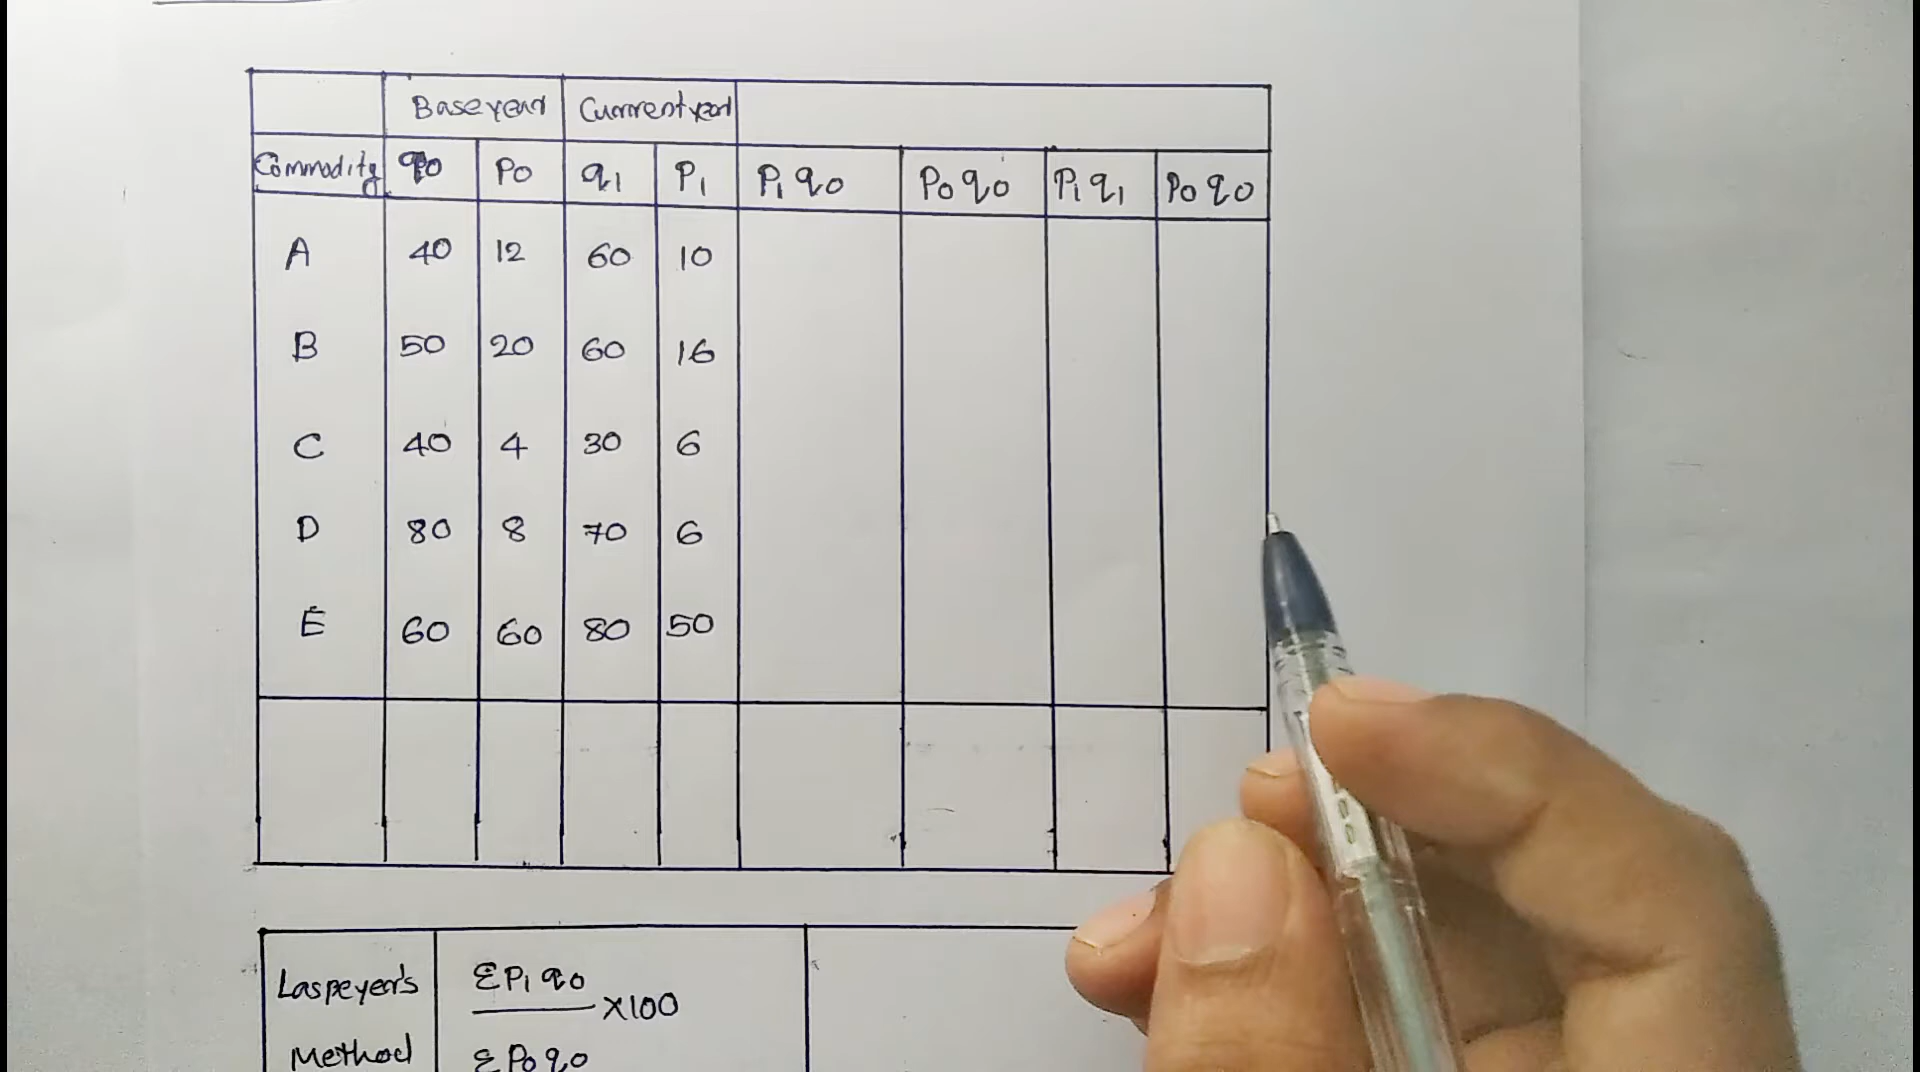 Base year Current year
Commodity q0 P0 q1 P1 P1q0 P0q0 P1q1 P0q0
A 40 12 60 10
B 50 20 60 16
C 40 4 30 6
D 80 8 70 6
E 60 60 80 50
Laspeyer's ΣP1q0 ×100
Method ΣP0q0